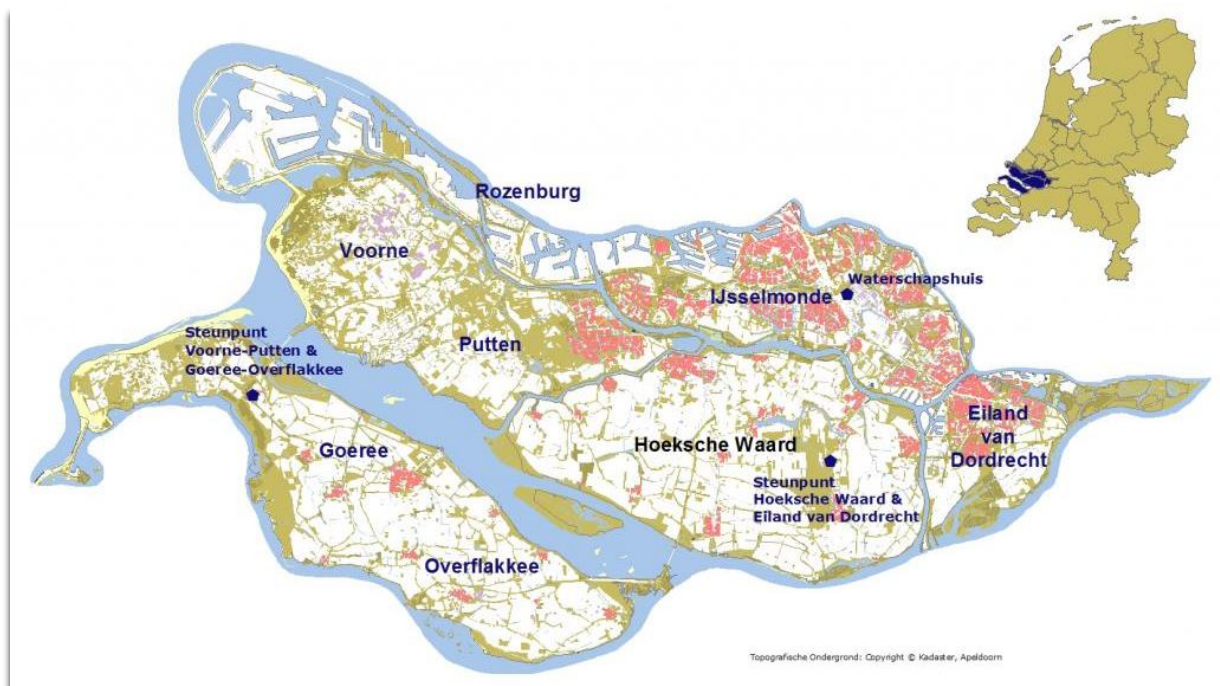 Rozenburg
Voorne
Waterschapshuis
IJsselmonde
Steunpunt
Voorne-Putten &
Goeree-Overflakkee
Putten
Eiland
van
Dordrecht
Hoeksche Waard
Goeree
Steunpunt
Hoeksche Waard &
Eiland van Dordrecht
Overflakkee
Topografische Ondergrond: Copyright © Kadaster, Apeldoorn